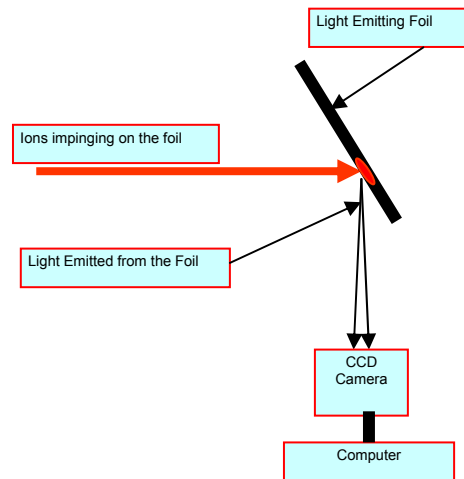 Light Emitting Foil
Ions impinging on the foil
Light Emitted from the Foil
CCD
Camera
Computer